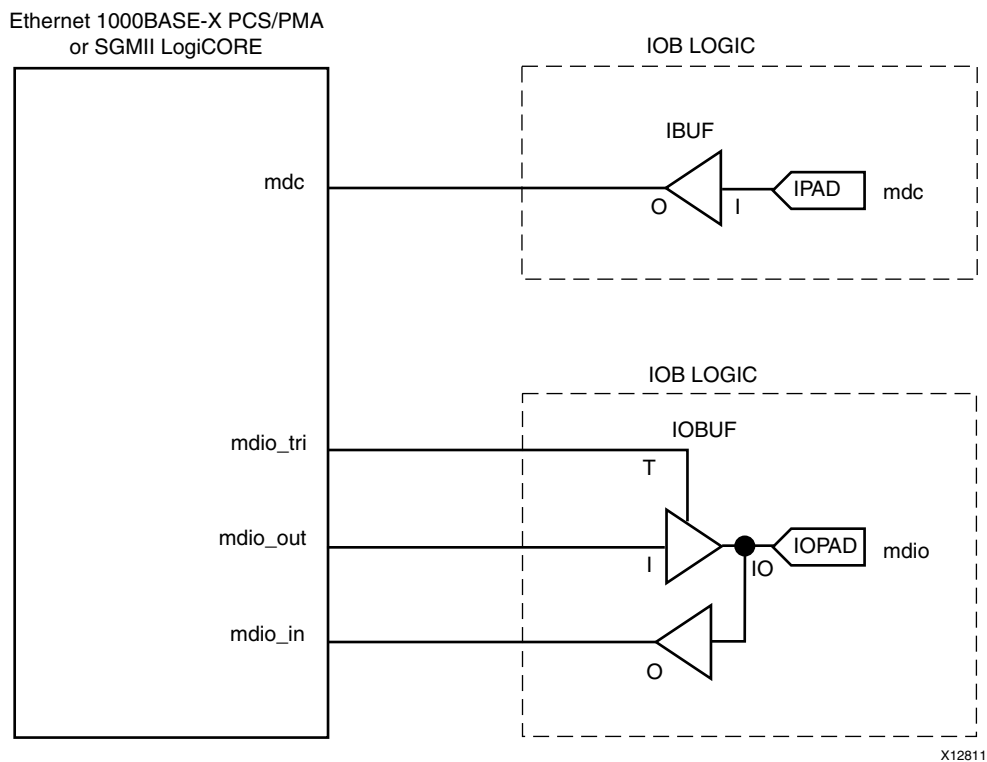 Ethernet 1000BASE-X PCS/PMA
or SGMII LogiCORE
IOB LOGIC
IBUF
mdc
IPAD
mdc
O
I
IOB LOGIC
IOBUF
mdio_tri
T
mdio_out
I
IO
IOPAD
mdio
mdio_in
O
X12811